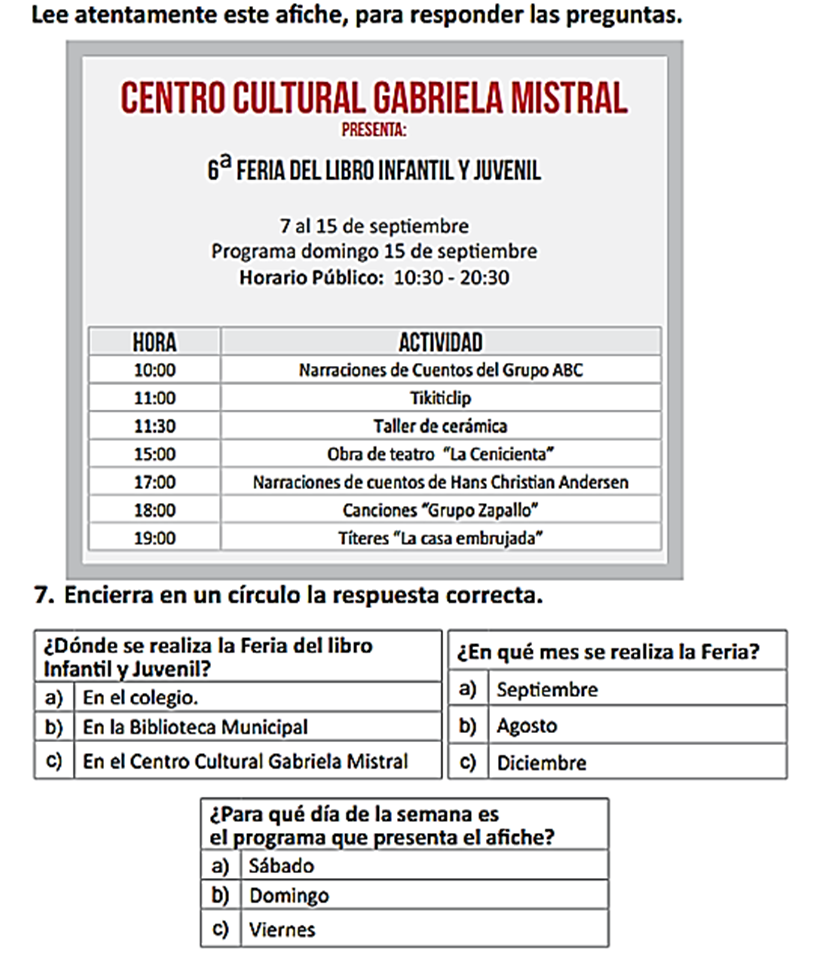 Lee atentamente este afiche, para responder las preguntas.
CENTRO CULTURAL GABRIELA MISTRAL
PRESENTA:
6ª FERIA DEL LIBRO INFANTIL Y JUVENIL
7 al 15 de septiembre
Programa domingo 15 de septiembre
Horario Público: 10:30 - 20:30
HORA ACTIVIDAD
10:00 Narraciones de Cuentos del Grupo ABC
11:00 Tikiticlip
11:30 Taller de cerámica
15:00 Obra de teatro “La Cenicienta”
17:00 Narraciones de cuentos de Hans Christian Andersen
18:00 Canciones “Grupo Zapallo”
19:00 Títeres “La casa embrujada”
7. Encierra en un círculo la respuesta correcta.
¿Dónde se realiza la Feria del libro
Infantil y Juvenil?
a) En el colegio.
b) En la Biblioteca Municipal
c) En el Centro Cultural Gabriela Mistral
¿En qué mes se realiza la Feria?
a) Septiembre
b) Agosto
c) Diciembre
¿Para qué día de la semana es
el programa que presenta el afiche?
a) Sábado
b) Domingo
c) Viernes